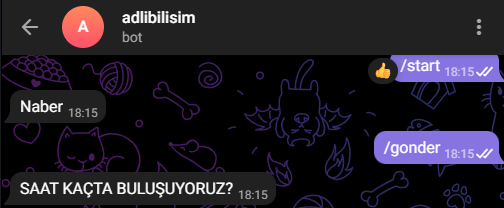 A
adlibilisim
bot
/start
18:15
Naber 18:15
/gonder
18:15
SAAT KAÇTA BULUŞUYORUZ? 18:15